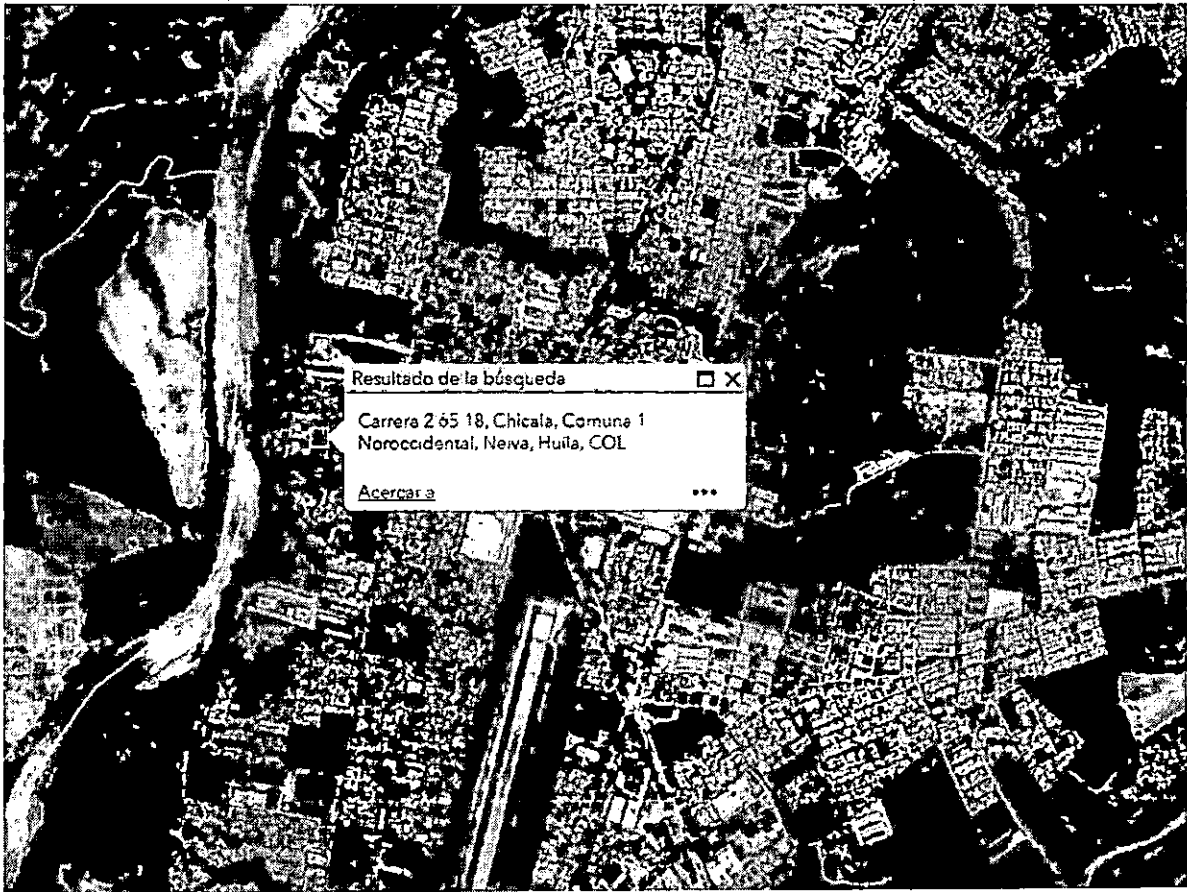 Resultado de la búsqueda
Carrera 2 65 18, Chicala, Comuna 1
Noroccidental, Neiva, Huila, COL
Acercar a